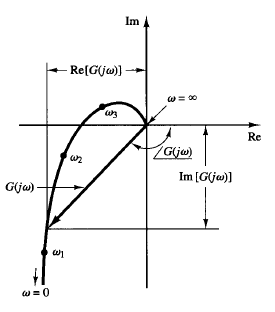 Im
Re[G(jω)]
ω = ∞
ω₃
Re
∠G(jω)
ω₂
Im [G(jω)]
G(jω)
ω₁
ω = 0